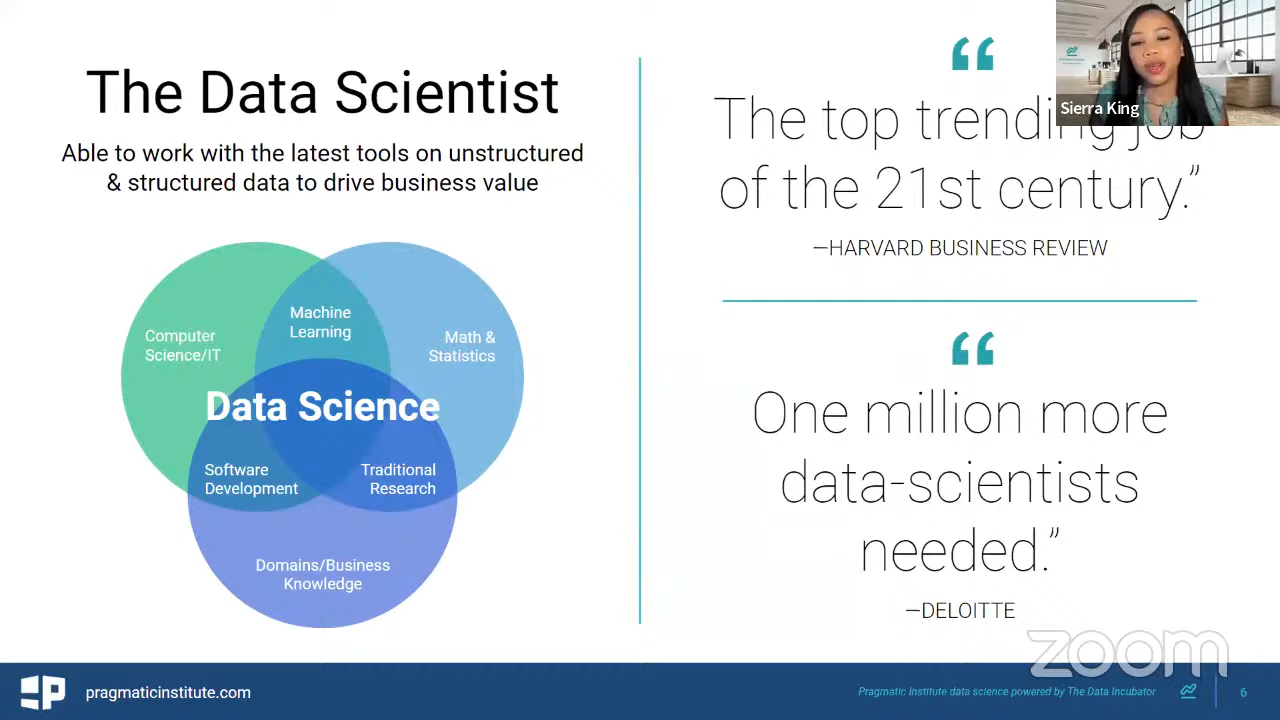 The Data Scientist
Able to work with the latest tools on unstructured
& structured data to drive business value
Machine
Learning
Computer
Science/IT
Math &
Statistics
Data Science
Software
Development
Traditional
Research
Domains/Business
Knowledge
“
The top trending job
of the 21st century.”
—HARVARD BUSINESS REVIEW
“
One million more
data-scientists
needed.”
—DELOITTE
Sierra King
zoom
pragmaticinstitute.com
Pragmatic Institute data science powered by The Data Incubator
6